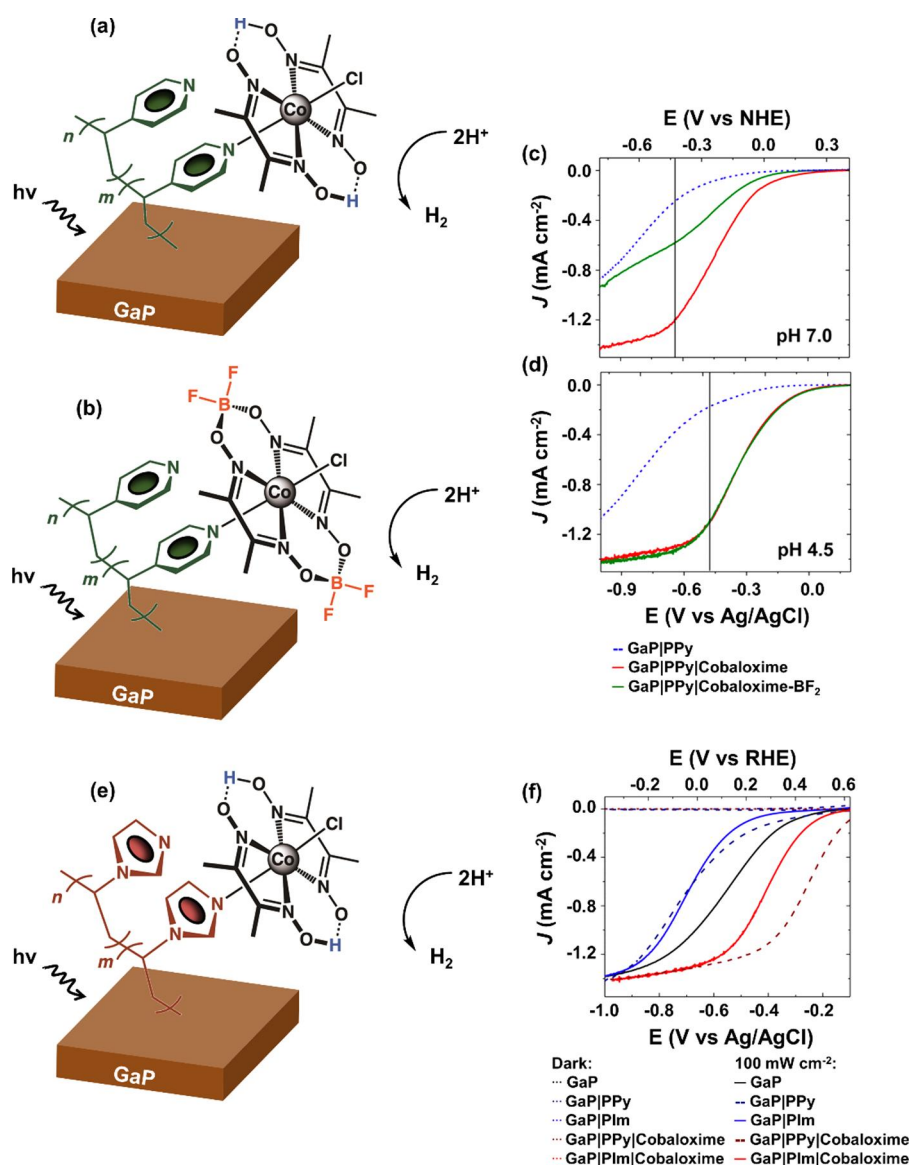 (a)
H
O
O
N
N
Cl
Co
N
N
O
O
H
N
N
n
m
hν
GaP
2H+
H2
(b)
F
F
B
O
O
N
N
Cl
Co
N
N
O
O
B
F
F
N
N
n
m
hν
GaP
2H+
H2
(c)
E (V vs NHE)
-0.6 -0.3 0.0 0.3
0.0
-0.4
-0.8
-1.2
J (mA cm-2)
pH 7.0
(d)
0.0
-0.4
-0.8
-1.2
J (mA cm-2)
pH 4.5
-0.9 -0.6 -0.3 0.0
E (V vs Ag/AgCl)
GaP|PPy
GaP|PPy|Cobaloxime
GaP|PPy|Cobaloxime-BF2
(e)
H
O
O
N
N
Cl
Co
N
N
O
O
H
N
N
N
N
n
m
hν
GaP
2H+
H2
(f)
E (V vs RHE)
-0.2 0.0 0.2 0.4 0.6
0.0
-0.4
-0.8
-1.2
J (mA cm-2)
-1.0 -0.8 -0.6 -0.4 -0.2
E (V vs Ag/AgCl)
Dark:
GaP
GaP|PPy
GaP|PIm
GaP|PPy|Cobaloxime
GaP|PIm|Cobaloxime
100 mW cm-2:
GaP
GaP|PPy
GaP|PIm
GaP|PPy|Cobaloxime
GaP|PIm|Cobaloxime